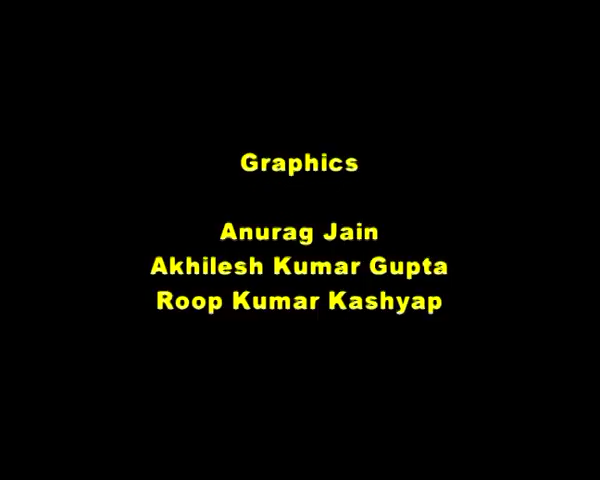 Graphics
Anurag Jain
Akhilesh Kumar Gupta
Roop Kumar Kashyap